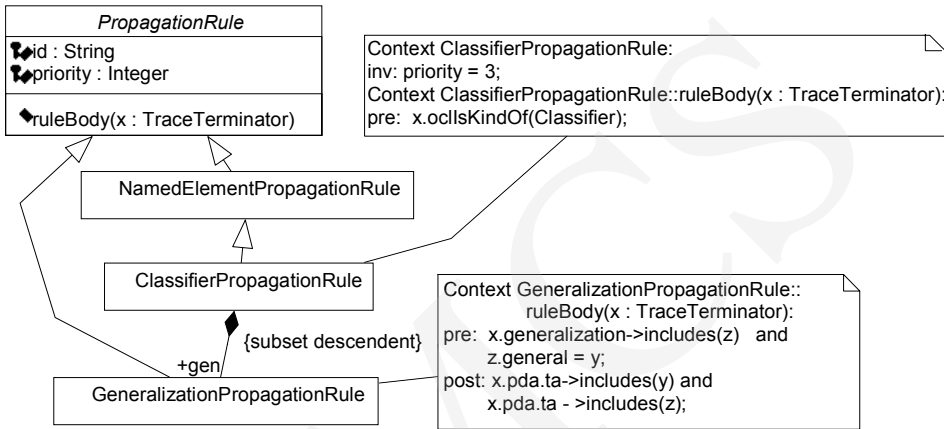 PropagationRule
id : String
priority : Integer
ruleBody(x : TraceTerminator)
Context ClassifierPropagationRule:
inv: priority = 3;
Context ClassifierPropagationRule::ruleBody(x : TraceTerminator):
pre: x.oclIsKindOf(Classifier);
NamedElementPropagationRule
ClassifierPropagationRule
{subset descendent}
+gen
GeneralizationPropagationRule
Context GeneralizationPropagationRule::
ruleBody(x : TraceTerminator):
pre: x.generalization->includes(z) and
z.general = y;
post: x.pda.ta->includes(y) and
x.pda.ta - >includes(z);